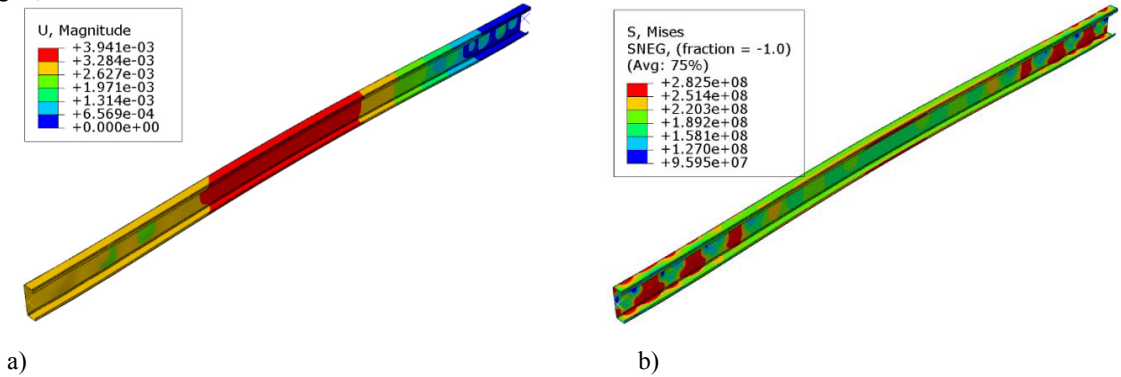 U, Magnitude
+3.941e-03
+3.284e-03
+2.627e-03
+1.971e-03
+1.314e-03
+6.569e-04
+0.000e+00
S, Mises
SNEG, (fraction = -1.0)
(Avg: 75%)
+2.825e+08
+2.514e+08
+2.203e+08
+1.892e+08
+1.581e+08
+1.270e+08
+9.595e+07
a)
b)